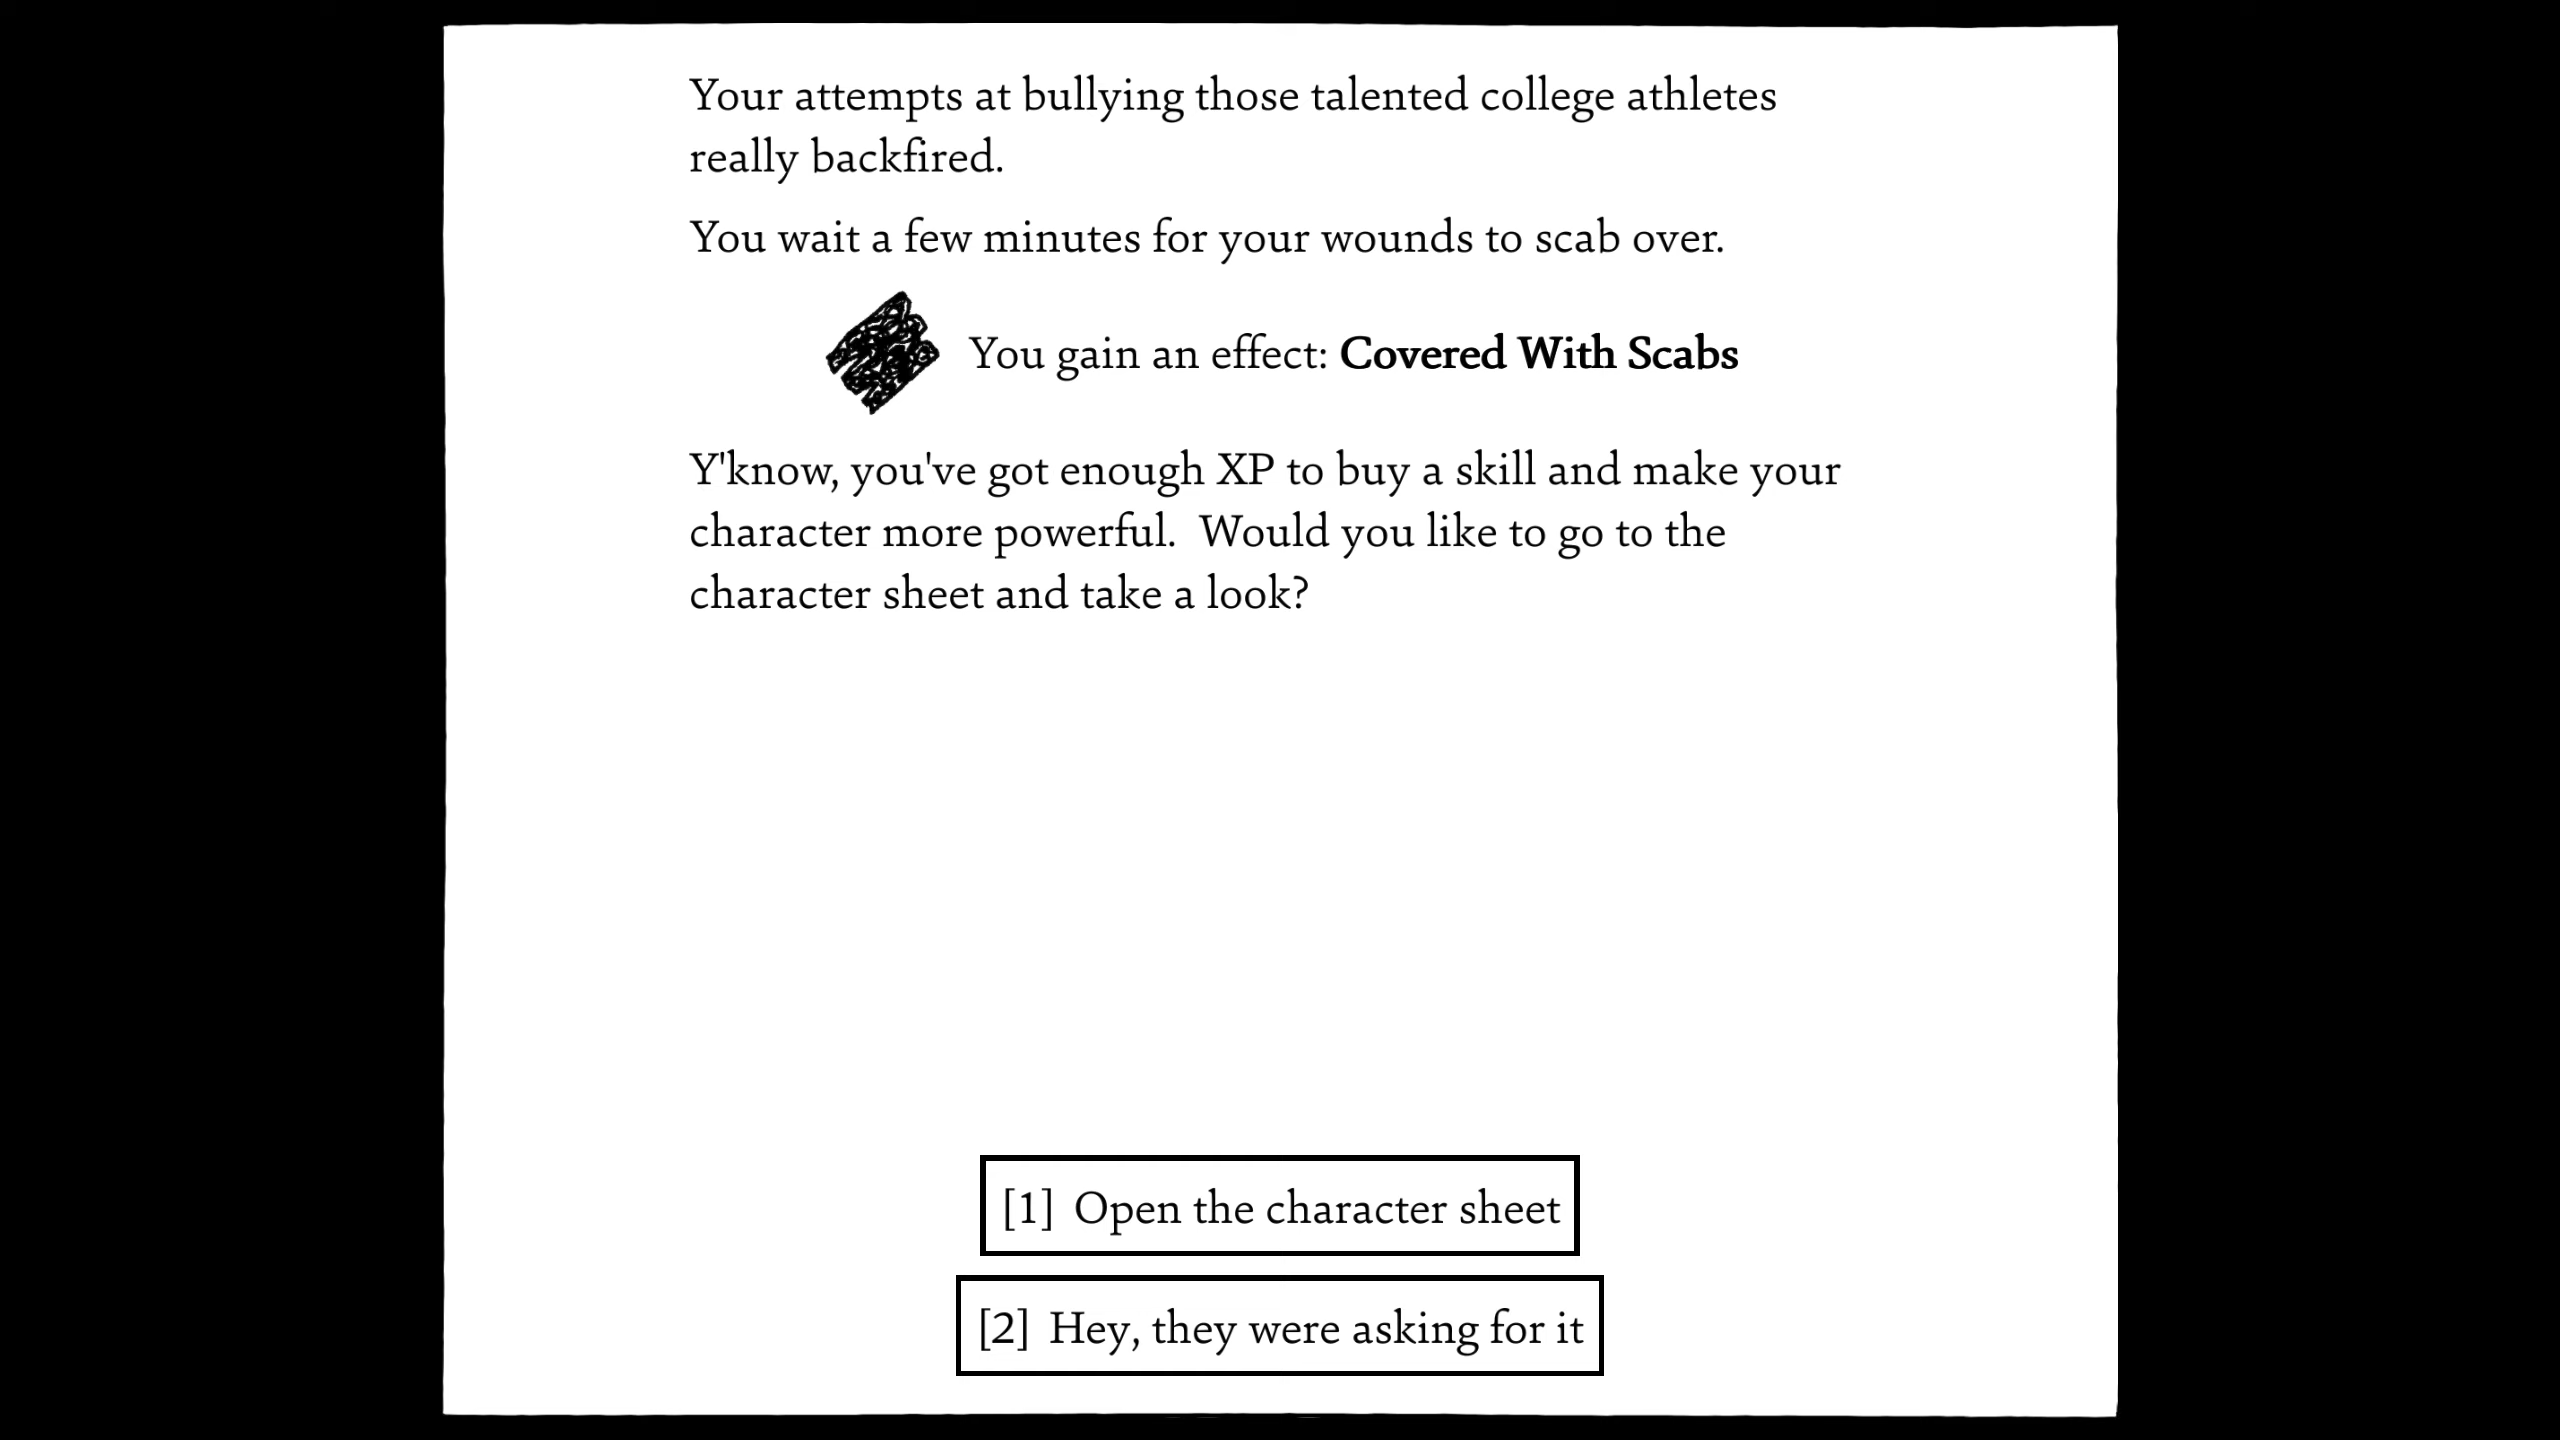 Your attempts at bullying those talented college athletes
really backfired.
You wait a few minutes for your wounds to scab over.
You gain an effect: Covered With Scabs
Y'know, you've got enough XP to buy a skill and make your
character more powerful.  Would you like to go to the
character sheet and take a look?
[1] Open the character sheet
[2] Hey, they were asking for it